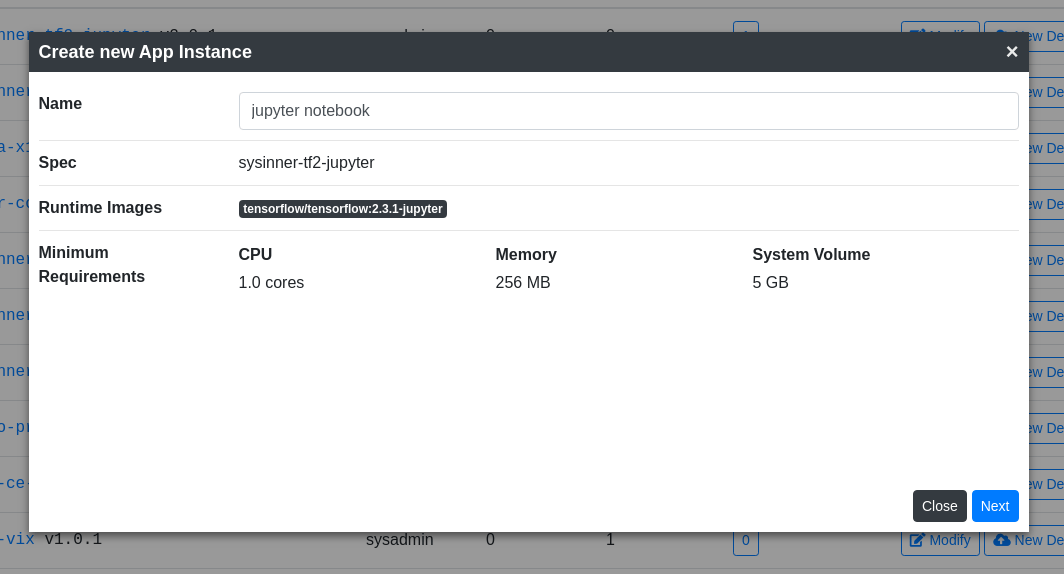 Create new App Instance ×
Name jupyter notebook
Spec sysinner-tf2-jupyter
Runtime Images tensorflow/tensorflow:2.3.1-jupyter
Minimum Requirements
CPU Memory System Volume
1.0 cores 256 MB 5 GB
Close Next
-vix v1.0.1 sysadmin 0 1 0 Modify New De